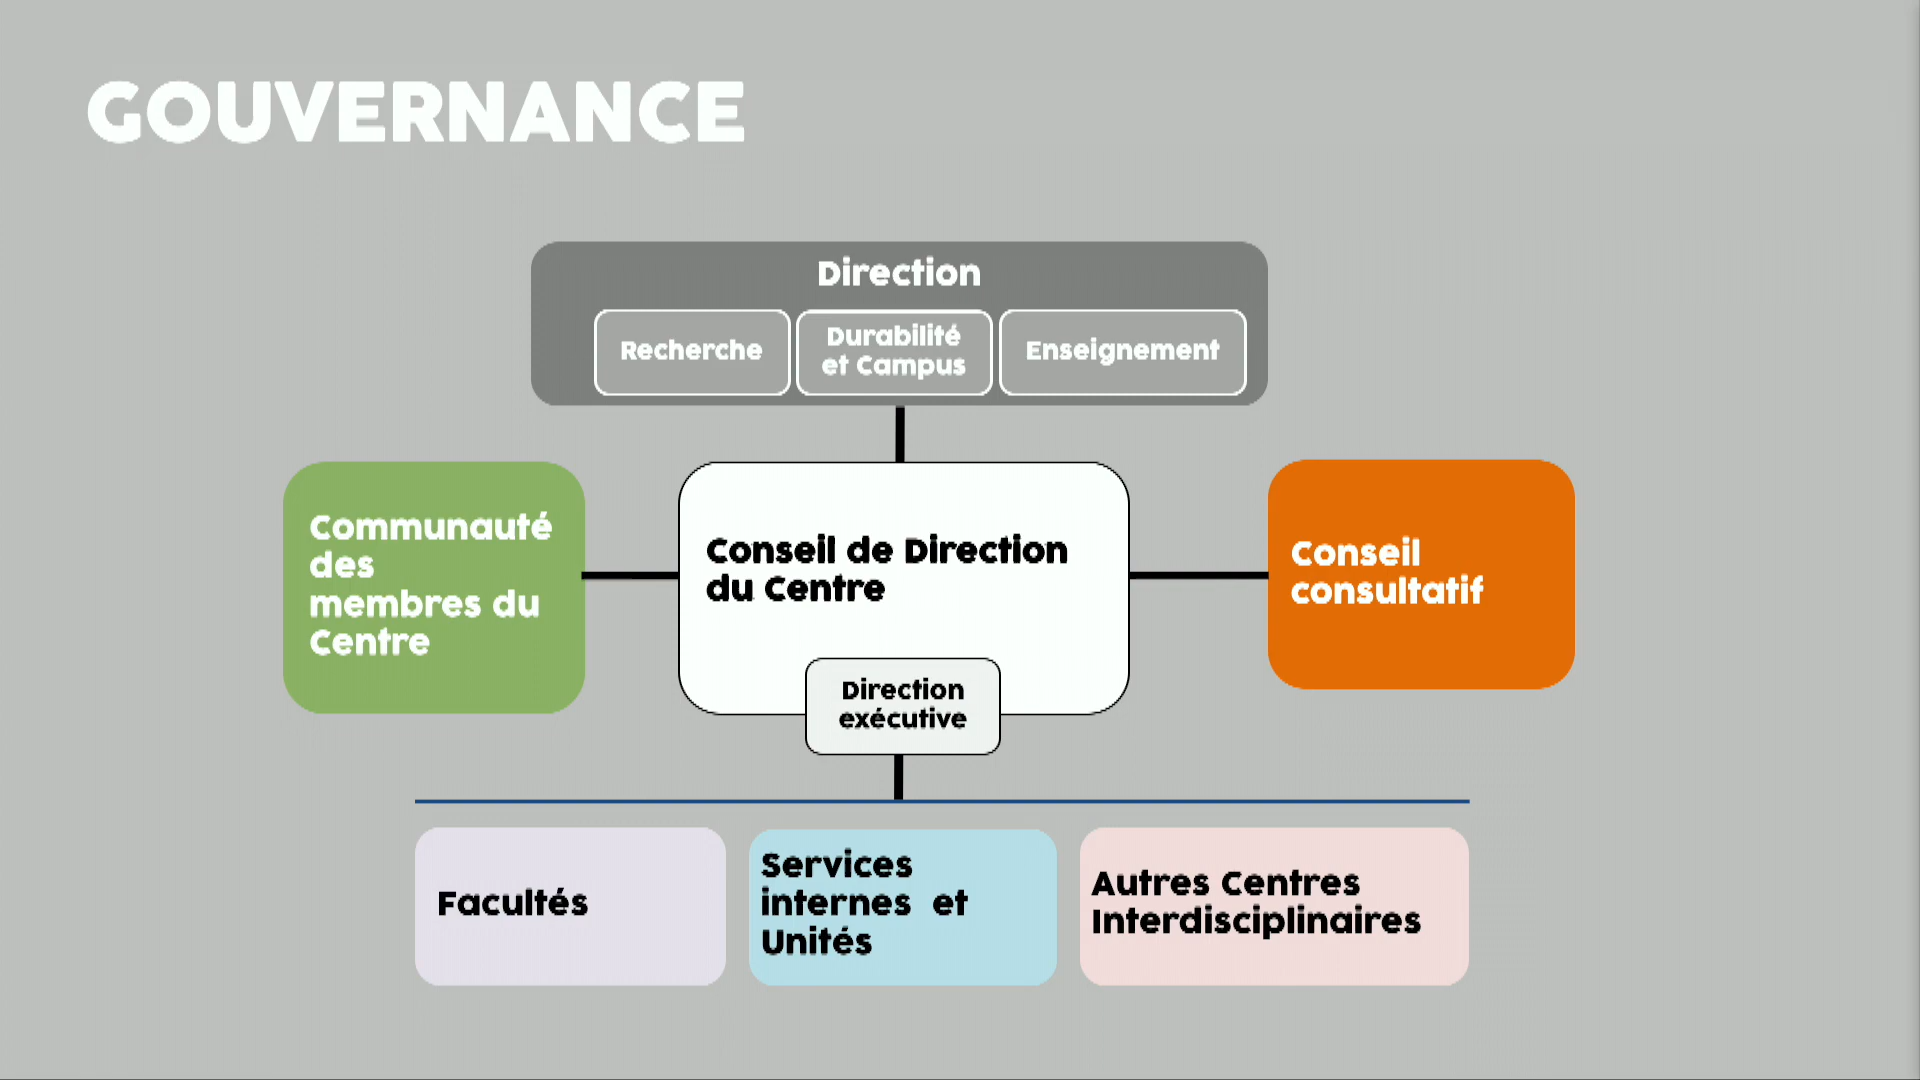 GOUVERNANCE
Direction
Recherche
Durabilité
et Campus
Enseignement
Communauté
des
membres du
Centre
Conseil de Direction
du Centre
Direction
exécutive
Conseil
consultatif
Facultés
Services
internes et
Unités
Autres Centres
Interdisciplinaires